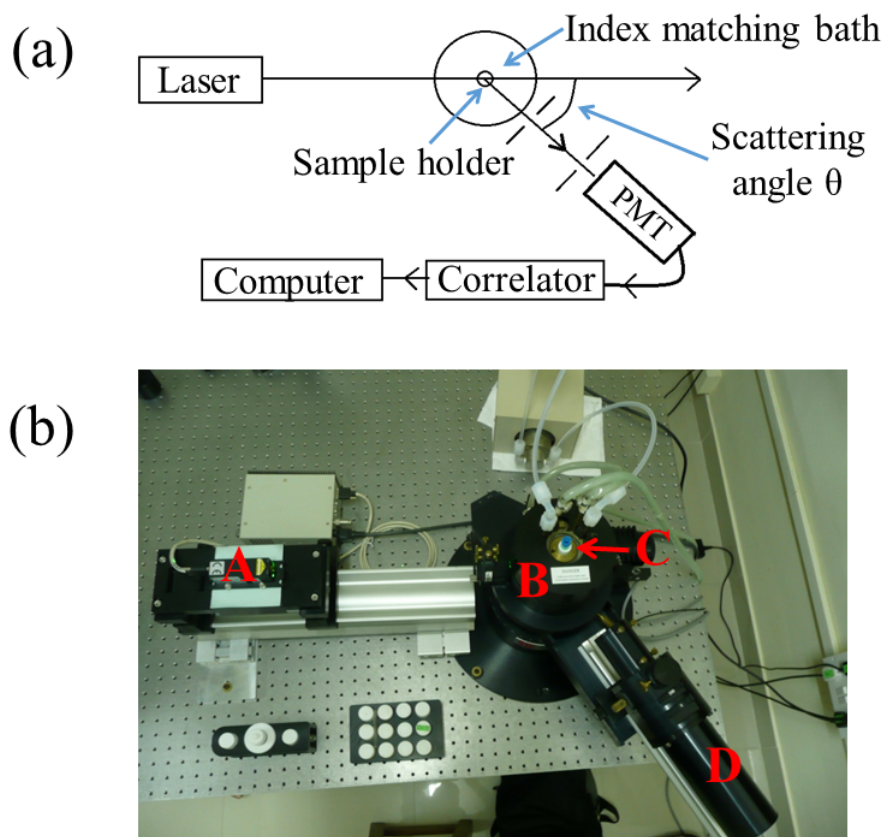 (a)
Index matching bath
Laser
Sample holder
Scattering
angle θ
PMT
Computer
Correlator
(b)
A
B
C
D